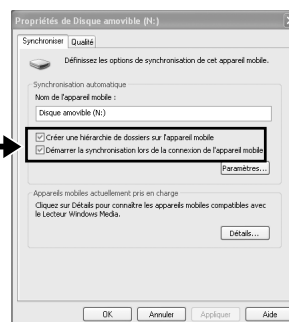 Propriétés de Disque amovible (N:)
Synchroniser Qualité
Définissez les options de synchronisation de cet appareil mobile.
Synchronisation automatique
Nom de l'appareil mobile :
Disque amovible (N:)
Créer une hiérarchie de dossiers sur l'appareil mobile
Démarrer la synchronisation lors de la connexion de l'appareil mobile
Paramètres...
Appareils mobiles actuellement pris en charge
Cliquez sur Détails pour connaître les appareils mobiles compatibles avec
le Lecteur Windows Media.
Détails...
OK Annuler Appliquer Aide